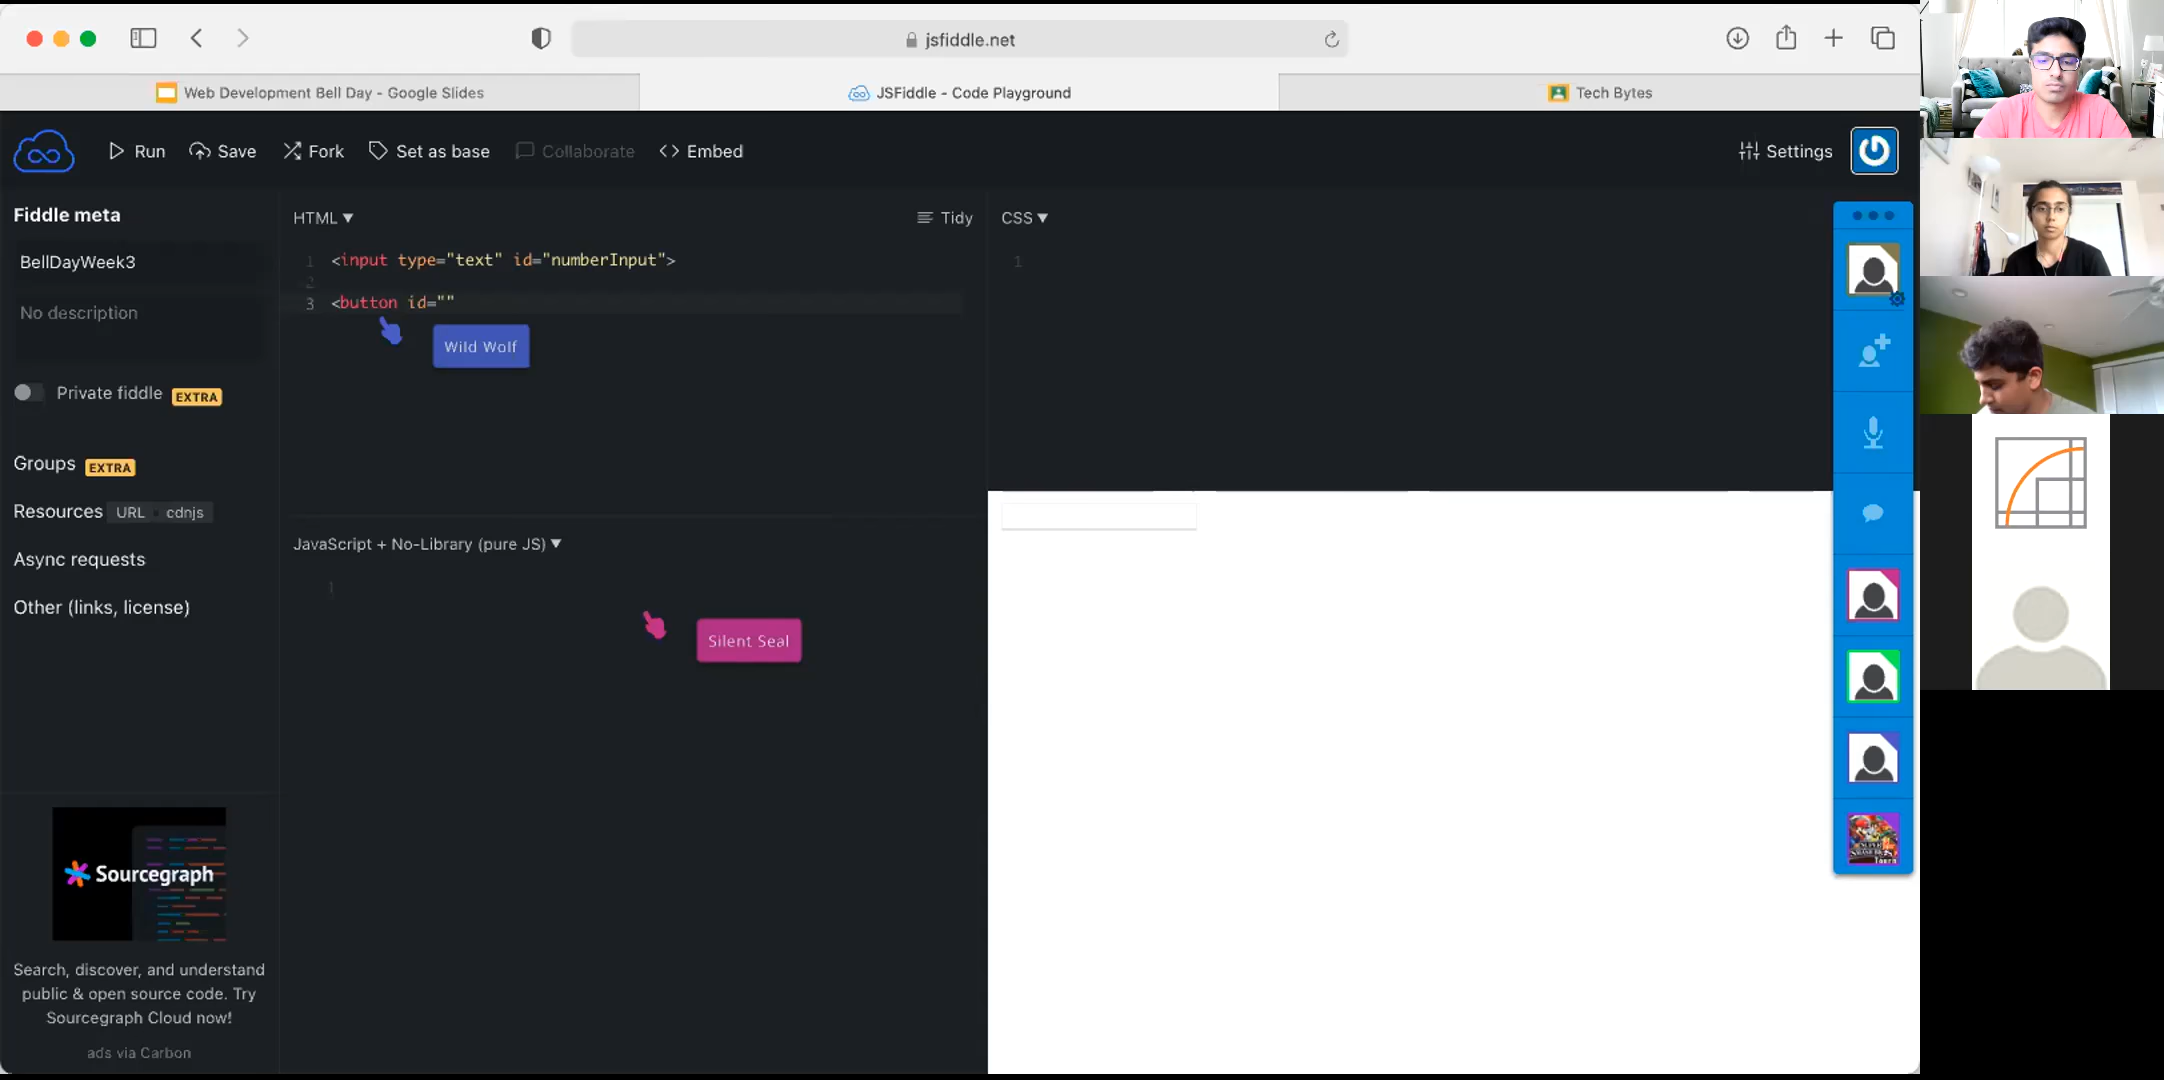 jsfiddle.net
Web Development Bell Day - Google Slides
JSFiddle - Code Playground
Tech Bytes
Run
Save
Fork
Set as base
Collaborate
Embed
Settings
Fiddle meta
BellDayWeek3
No description
Private fiddle EXTRA
Groups EXTRA
Resources URL cdnjs
Async requests
Other (links, license)
Sourcegraph
Search, discover, and understand
public & open source code. Try
Sourcegraph Cloud now!
ads via Carbon
HTML ▼
Tidy
1 <input type="text" id="numberInput">
2
3 <button id=""
Wild Wolf
JavaScript + No-Library (pure JS) ▼
1
Silent Seal
CSS ▼
1